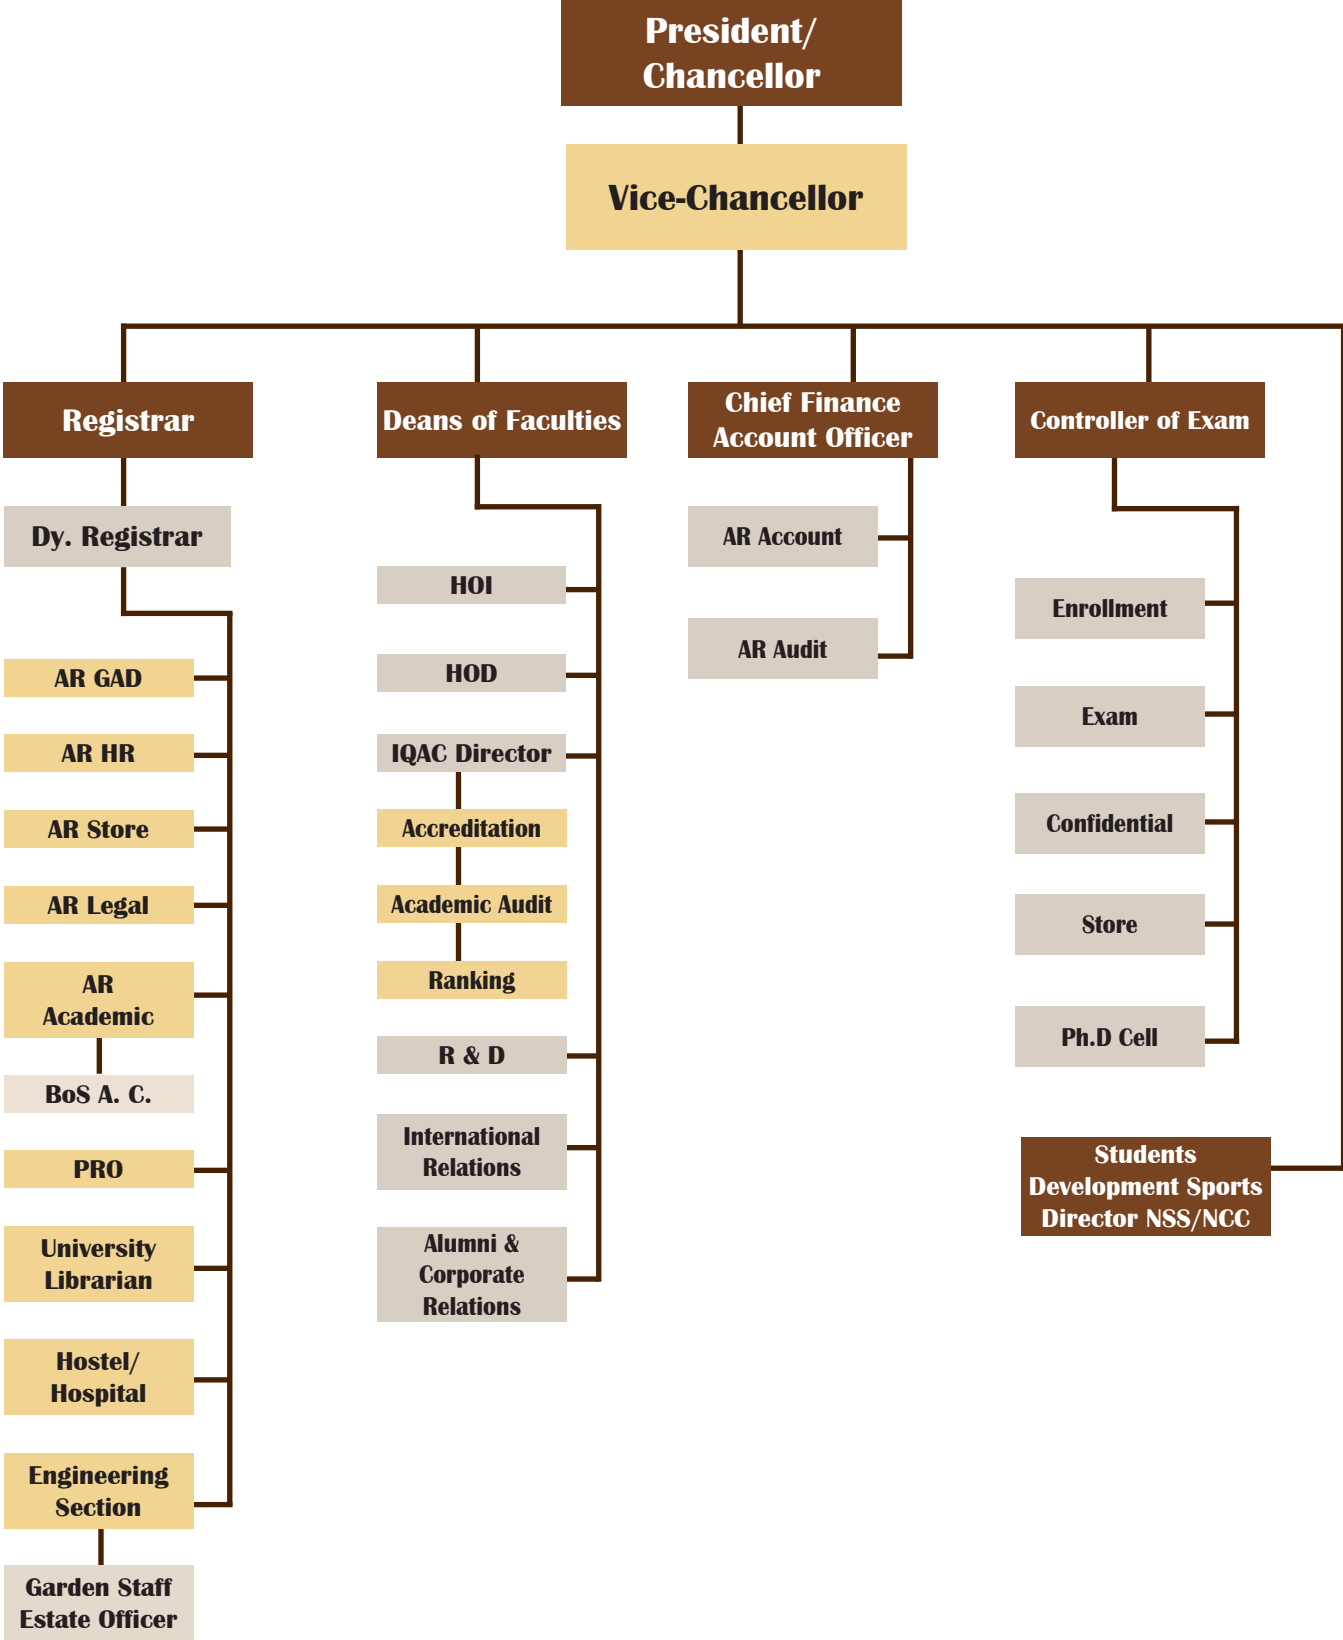 President/
Chancellor
Vice-Chancellor
Registrar
Dy. Registrar
AR GAD
AR HR
AR Store
AR Legal
AR
Academic
BoS A. C.
PRO
University
Librarian
Hostel/
Hospital
Engineering
Section
Garden Staff
Estate Officer
Deans of Faculties
HOI
HOD
IQAC Director
Accreditation
Academic Audit
Ranking
R & D
International
Relations
Alumni &
Corporate
Relations
Chief Finance
Account Officer
AR Account
AR Audit
Controller of Exam
Enrollment
Exam
Confidential
Store
Ph.D Cell
Students
Development Sports
Director NSS/NCC